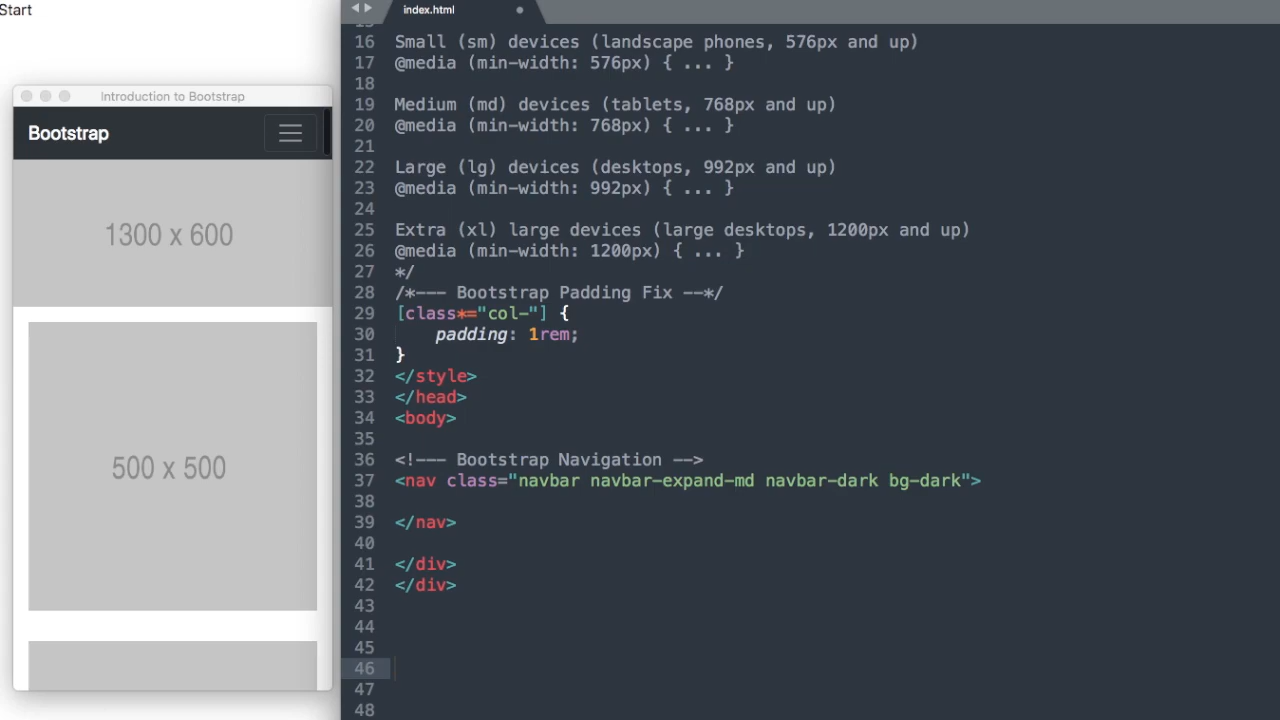 Start
Introduction to Bootstrap
Bootstrap
1300 x 600
500 x 500
index.html
16 Small (sm) devices (landscape phones, 576px and up)
17 @media (min-width: 576px) { ... }
18
19 Medium (md) devices (tablets, 768px and up)
20 @media (min-width: 768px) { ... }
21
22 Large (lg) devices (desktops, 992px and up)
23 @media (min-width: 992px) { ... }
24
25 Extra (xl) large devices (large desktops, 1200px and up)
26 @media (min-width: 1200px) { ... }
27 */
28 /*--- Bootstrap Padding Fix --*/
29 [class*="col-"] {
30 padding: 1rem;
31 }
32 </style>
33 </head>
34 <body>
35
36 <!--- Bootstrap Navigation -->
37 <nav class="navbar navbar-expand-md navbar-dark bg-dark">
38
39 </nav>
40
41 </div>
42 </div>
43
44
45
46
47
48